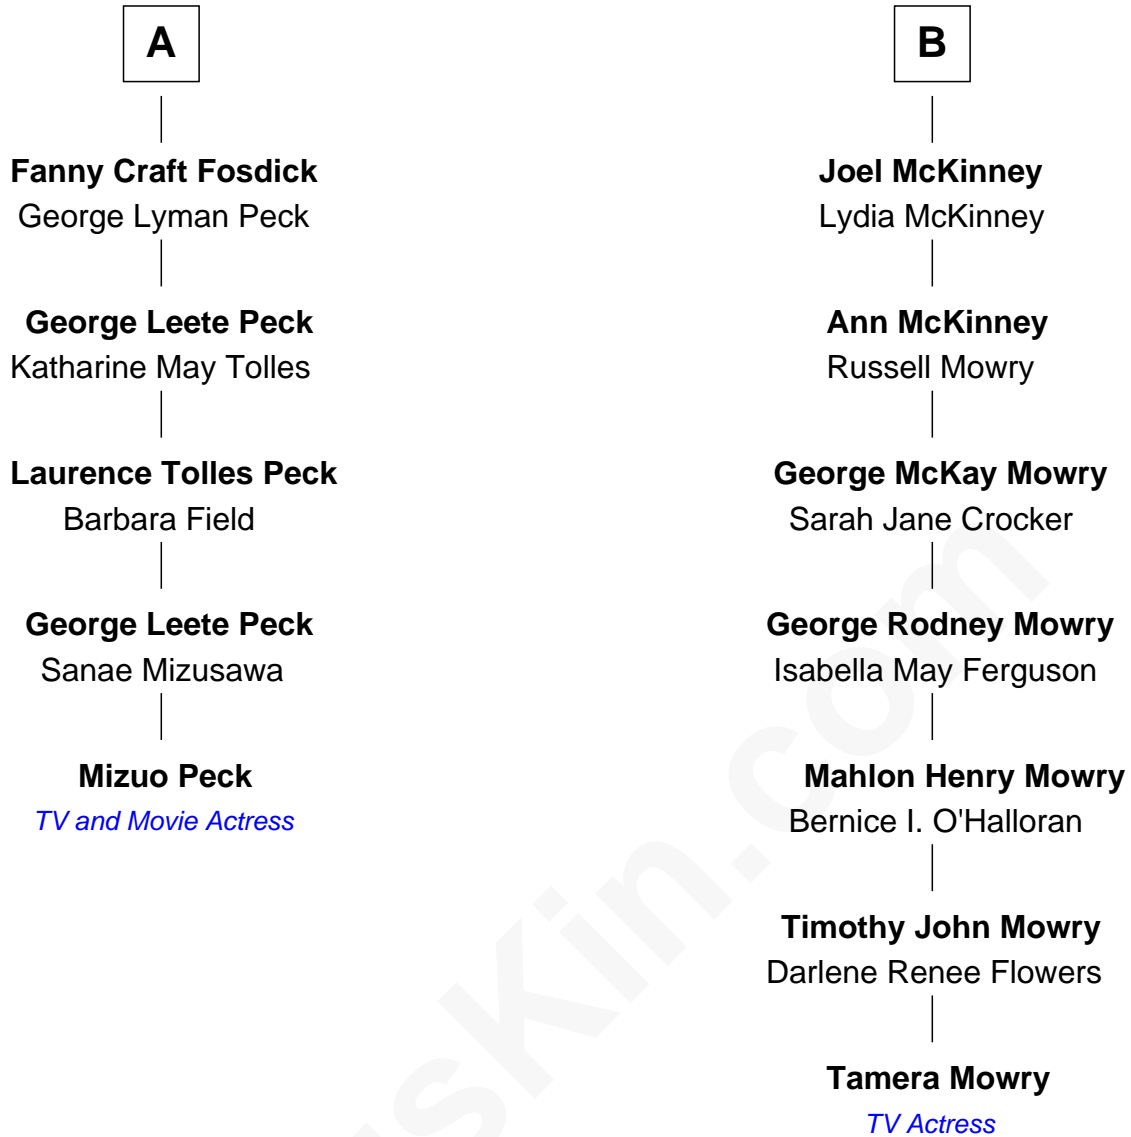 A
Fanny Craft Fosdick
George Lyman Peck
George Leete Peck
Katharine May Tolles
Laurence Tolles Peck
Barbara Field
George Leete Peck
Sanae Mizusawa
Mizuo Peck
TV and Movie Actress
B
Joel McKinney
Lydia McKinney
Ann McKinney
Russell Mowry
George McKay Mowry
Sarah Jane Crocker
George Rodney Mowry
Isabella May Ferguson
Mahlon Henry Mowry
Bernice I. O'Halloran
Timothy John Mowry
Darlene Renee Flowers
Tamera Mowry
TV Actress